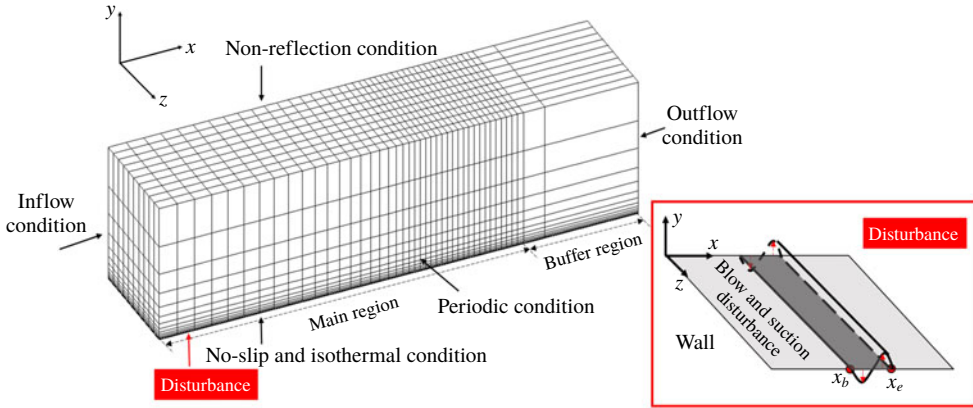 y
x
z
Non-reflection condition
Outflow
condition
Inflow
condition
Buffer region
Main region
Periodic condition
No-slip and isothermal condition
Disturbance
y
x
z
Disturbance
Blow and suction
disturbance
Wall
x_b
x_e